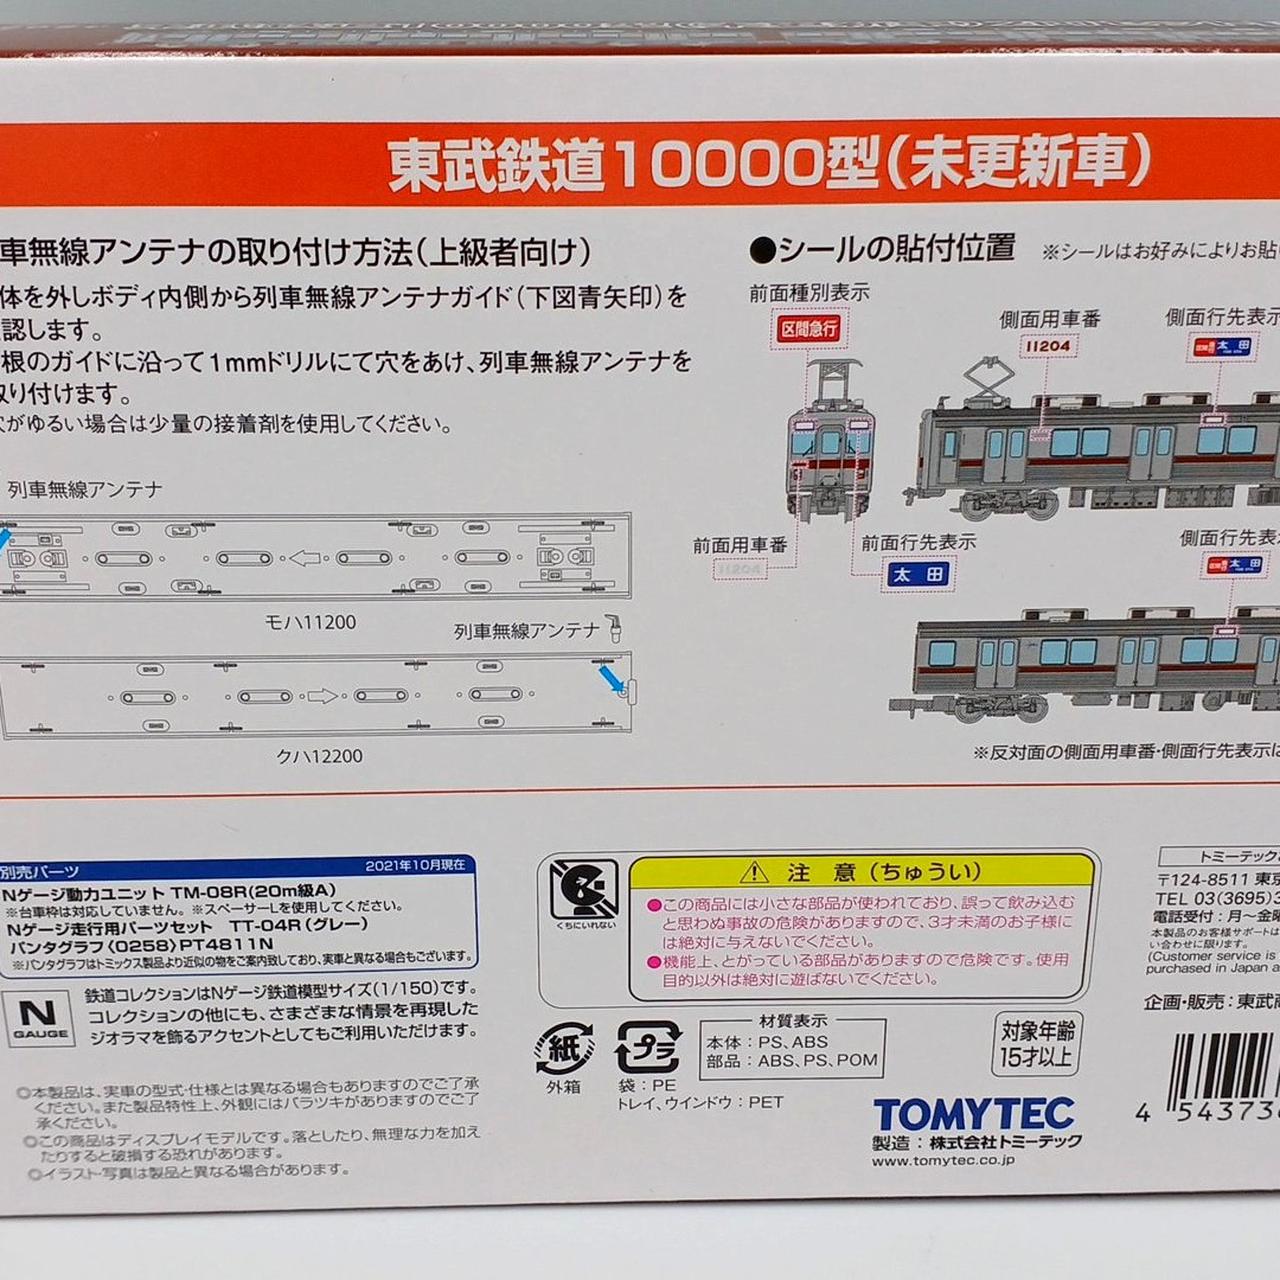 東武鉄道10000型(未更新車)
車無線アンテナの取り付け方法(上級者向け)
体を外しボディ内側から列車無線アンテナガイド(下図青矢印)を
認します。
根のガイドに沿って1mmドリルにて穴をあけ、列車無線アンテナを
取り付けます。
穴がゆるい場合は少量の接着剤を使用してください。
列車無線アンテナ
モハ11200
列車無線アンテナ
クハ12200
●シールの貼付位置 ※シールはお好みによりお貼り
前面種別表示
区間急行
側面用車番
11204
側面行先表示
太田
前面用車番
11204
前面行先表示
太田
側面行先表示
太田
※反対面の側面用車番・側面行先表示は
別売パーツ 2021年10月現在
Nゲージ動力ユニット TM-08R(20m級A)
※台車枠は対応していません。※スペーサーLを使用してください。
Nゲージ走行用パーツセット TT-04R(グレー)
パンタグラフ〈0258〉PT4811N
※パンタグラフはトミックス製品より近似の物をご案内致しており、実車と異なる場合もございます。
N
GAUGE
鉄道コレクションはNゲージ鉄道模型サイズ(1/150)です。
コレクションの他にも、さまざまな情景を再現した
ジオラマを飾るアクセントとしてもご利用いただけます。
◎本製品は、実車の型式・仕様とは異なる場合もありますのでご了承
ください。また製品特性上、外観にはバラツキがありますのでご了
承ください。
◎この商品はディスプレイモデルです。落としたり、無理な力を加え
たりすると破損する恐れがあります。
◎イラスト・写真は製品と異なる場合があります。
くちにいれない
注 意(ちゅうい)
●この商品には小さな部品が使われており、誤って飲み込む
と思わぬ事故の危険がありますので、3才未満のお子様に
は絶対に与えないでください。
●機能上、とがっている部品がありますので危険です。使用
目的以外は絶対に遊ばないでください。
紙
外箱
プラ
袋:PE
トレイ、ウインドウ:PET
材質表示
本体:PS、ABS
部品:ABS、PS、POM
対象年齢
15才以上
TOMYTEC
製造:株式会社トミーテック
www.tomytec.co.jp
トミーテック
〒124-8511 東京
TEL 03(3695)3
電話受付:月～金曜
本製品のお客様サポートは
い合わせに限ります。
(Customer service is
purchased in Japan a
企画・販売:東武商
4 543736